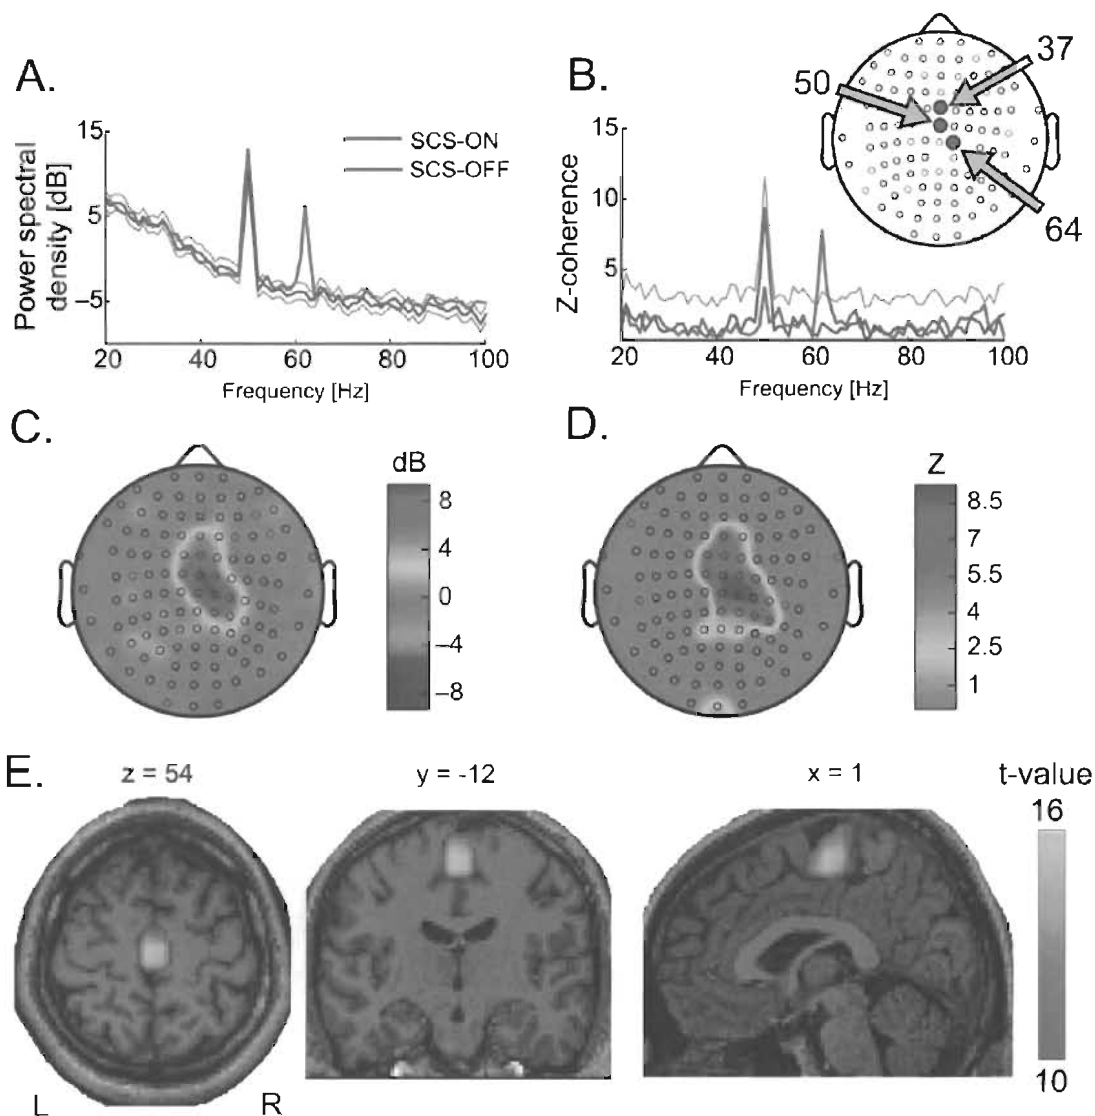 A.
15
5
−5
Power spectral
density [dB]
SCS-ON
SCS-OFF
20 40 60 80 100
Frequency [Hz]
B.
50
37
64
15
10
5
Z-coherence
20 40 60 80 100
Frequency [Hz]
C.
dB
8
4
0
−4
−8
D.
Z
8.5
7
5.5
4
2.5
1
E.
z = 54
y = -12
x = 1
t-value
16
10
L R